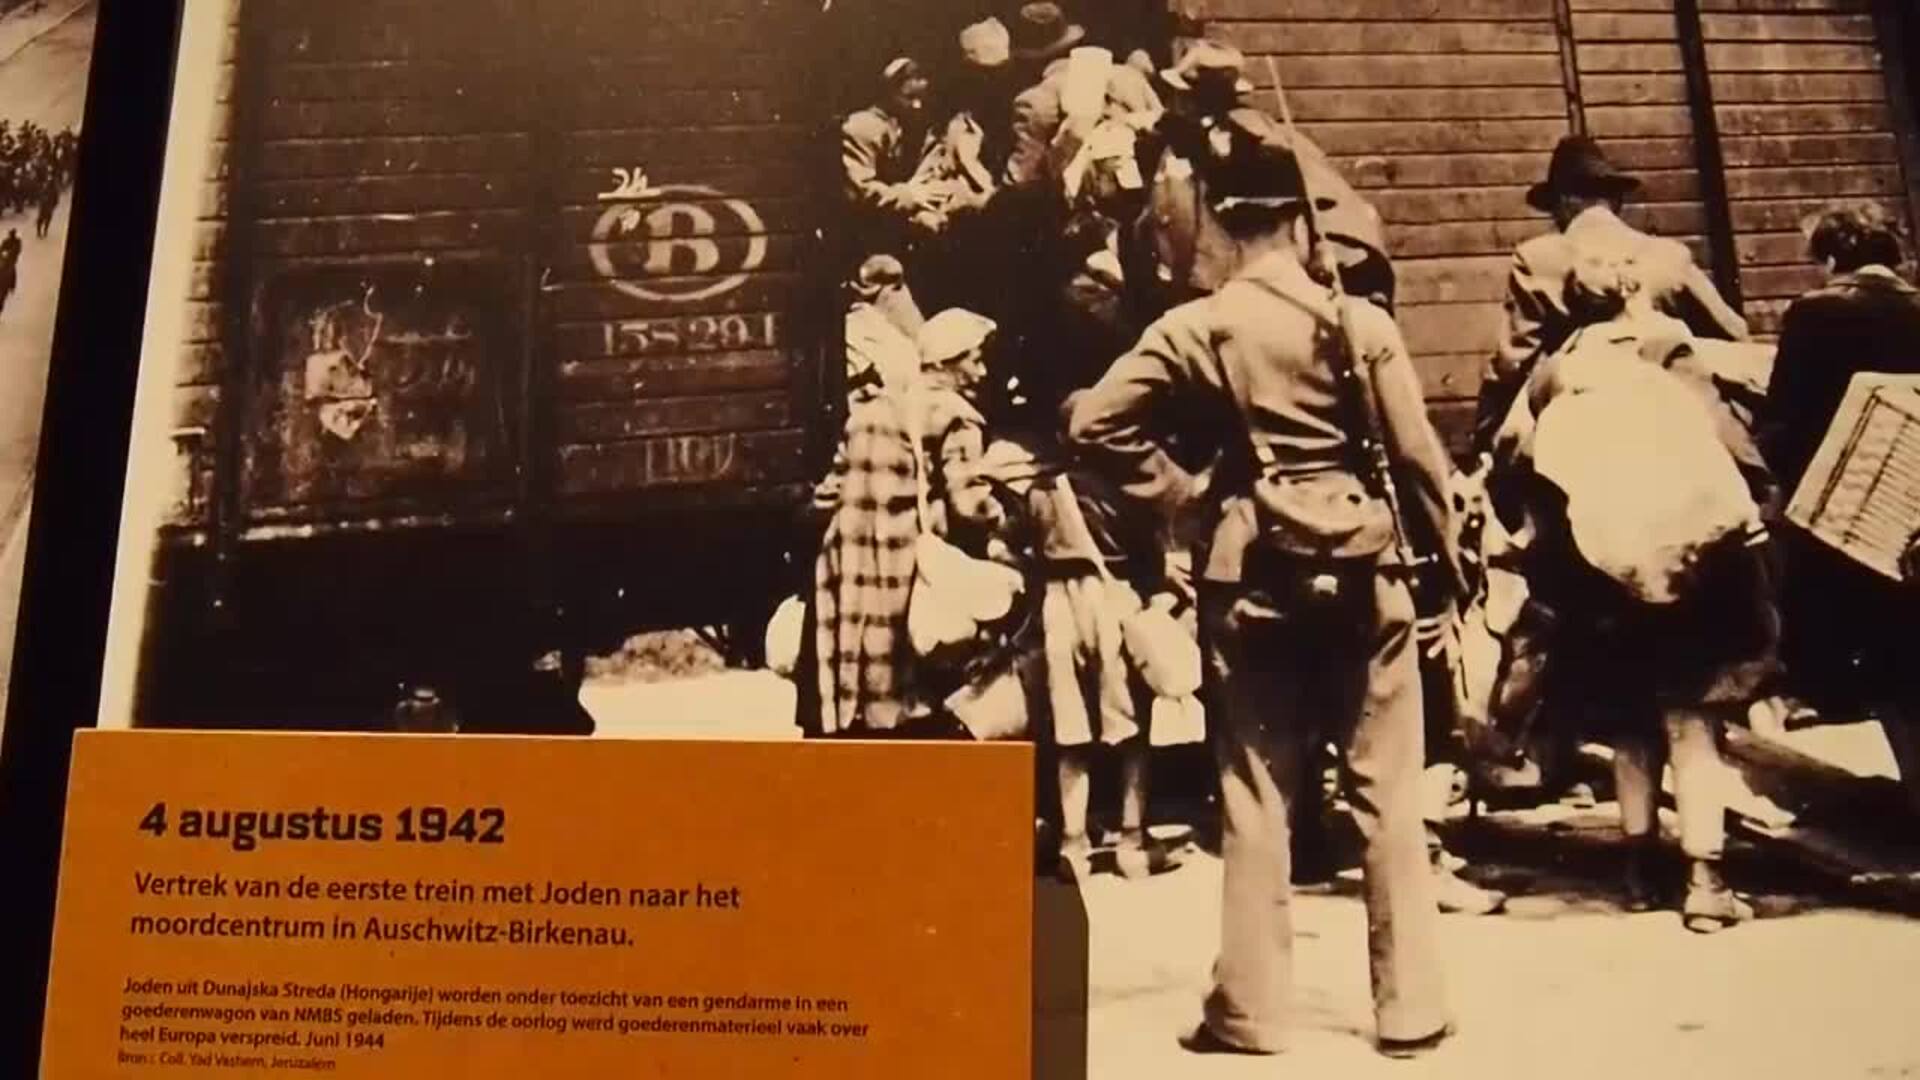 B
158291
4 augustus 1942
Vertrek van de eerste trein met Joden naar het
moordcentrum in Auschwitz-Birkenau.
Joden uit Dunajska Streda (Hongarije) worden onder toezicht van een gendarme in een
goederenwagon van NMBS geladen. Tijdens de oorlog werd goederenmaterieel vaak over
heel Europa verspreid. Juni 1944
Bron : Coll. Yad Vashem, Jeruzalem